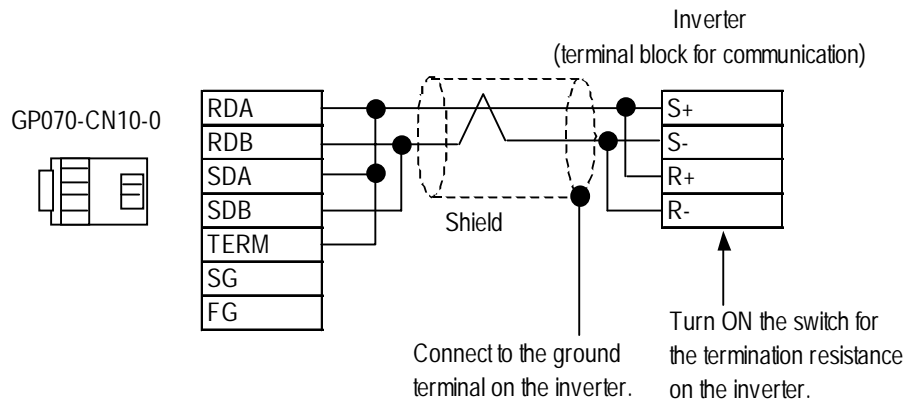 Inverter
(terminal block for communication)
GP070-CN10-0
RDA
RDB
SDA
SDB
TERM
SG
FG
Shield
S+
S-
R+
R-
Connect to the ground
terminal on the inverter.
Turn ON the switch for
the termination resistance
on the inverter.